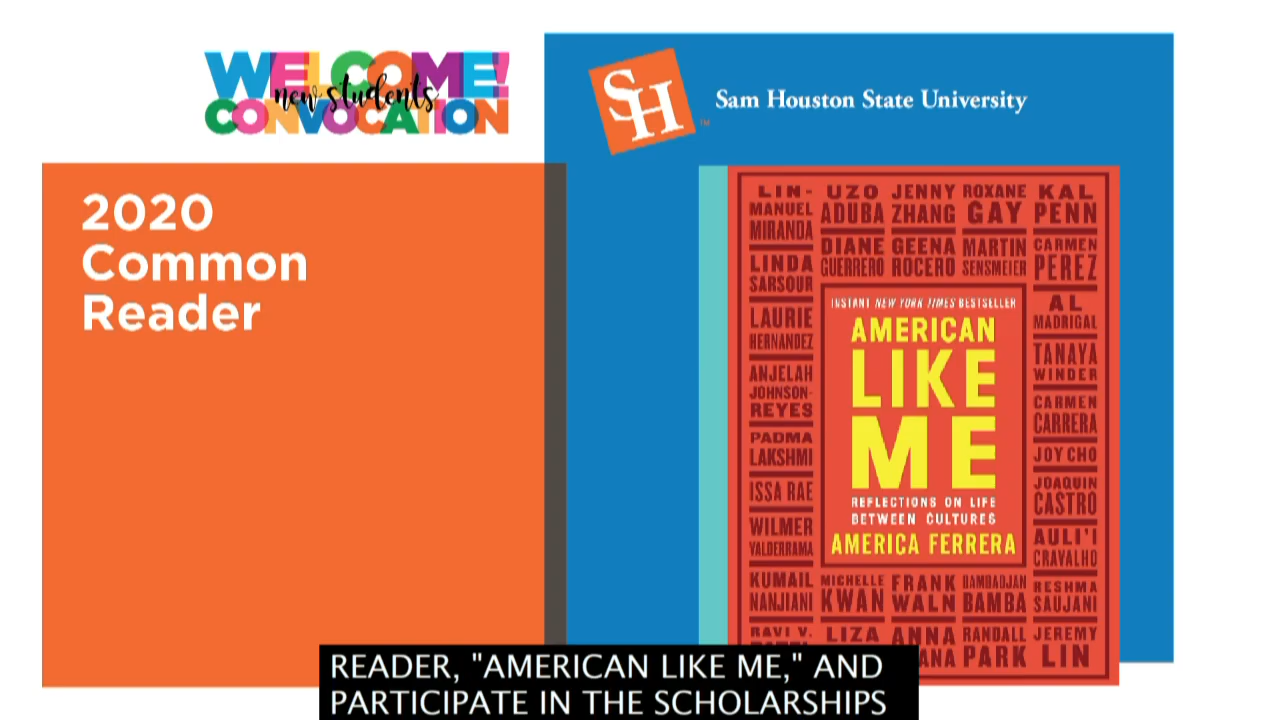 WELCOME!
new students
CONVOCATION
SH
™
Sam Houston State University
2020
Common
Reader
LIN-
MANUEL
MIRANDA
UZO
ADUBA
JENNY
ZHANG
ROXANE
GAY
KAL
PENN
DIANE
GUERRERO
GEENA
ROCERO
MARTIN
SENSMEIER
CARMEN
PEREZ
LINDA
SARSOUR
LAURIE
HERNANDEZ
ANJELAH
JOHNSON-
REYES
PADMA
LAKSHMI
ISSA RAE
WILMER
VALDERRAMA
KUMAIL
NANJIANI
RAVI V.
INSTANT NEW YORK TIMES BESTSELLER
AMERICAN
LIKE
ME
REFLECTIONS ON LIFE
BETWEEN CULTURES
AMERICA FERRERA
AL
MADRIGAL
TANAYA
WINDER
CARMEN
CARRERA
JOY CHO
JOAQUIN
CASTRO
AULI'I
CRAVALHO
MICHELLE
KWAN
FRANK
WALN
BAMBADJAN
BAMBA
RESHMA
SAUJANI
LIZA
ANNA
ANA
RANDALL
PARK
JEREMY
LIN
READER, "AMERICAN LIKE ME," AND
PARTICIPATE IN THE SCHOLARSHIPS